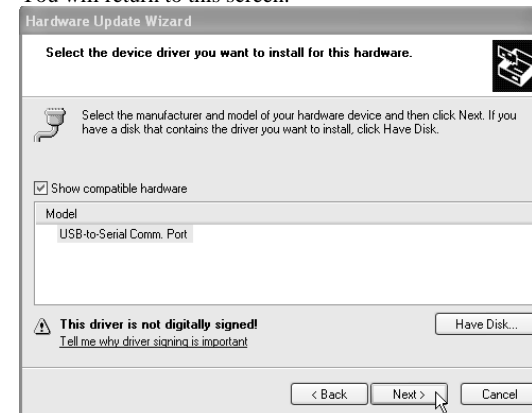 You will return to this screen.
Hardware Update Wizard
Select the device driver you want to install for this hardware.
Select the manufacturer and model of your hardware device and then click Next. If you
have a disk that contains the driver you want to install, click Have Disk.
Show compatible hardware
Model
USB-to-Serial Comm. Port
This driver is not digitally signed!
Have Disk...
Tell me why driver signing is important
< Back
Next >
Cancel